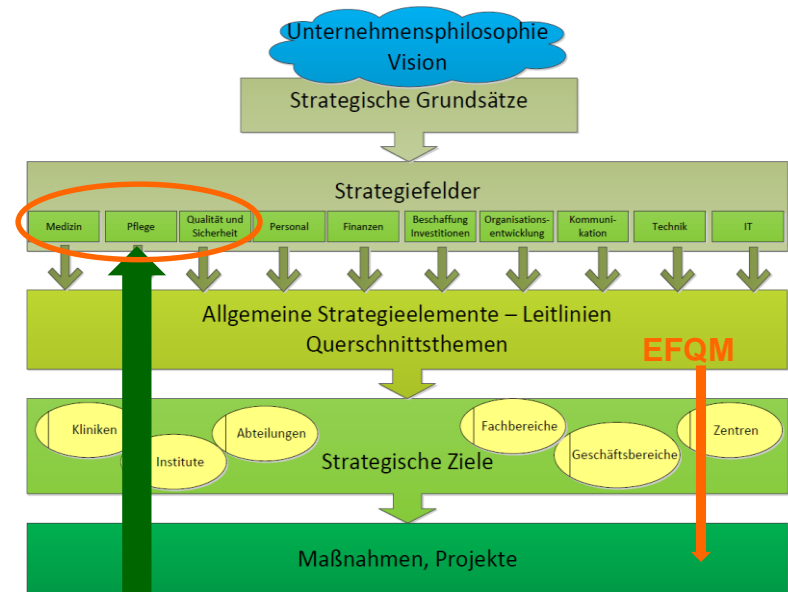 Unternehmensphilosophie
Vision
Strategische Grundsätze
Strategiefelder
Medizin
Pflege
Qualität und
Sicherheit
Personal
Finanzen
Beschaffung
Investitionen
Organisations-
entwicklung
Kommuni-
kation
Technik
IT
Allgemeine Strategieelemente – Leitlinien
Querschnittsthemen
EFQM
Kliniken
Institute
Abteilungen
Fachbereiche
Geschäftsbereiche
Zentren
Strategische Ziele
Maßnahmen, Projekte